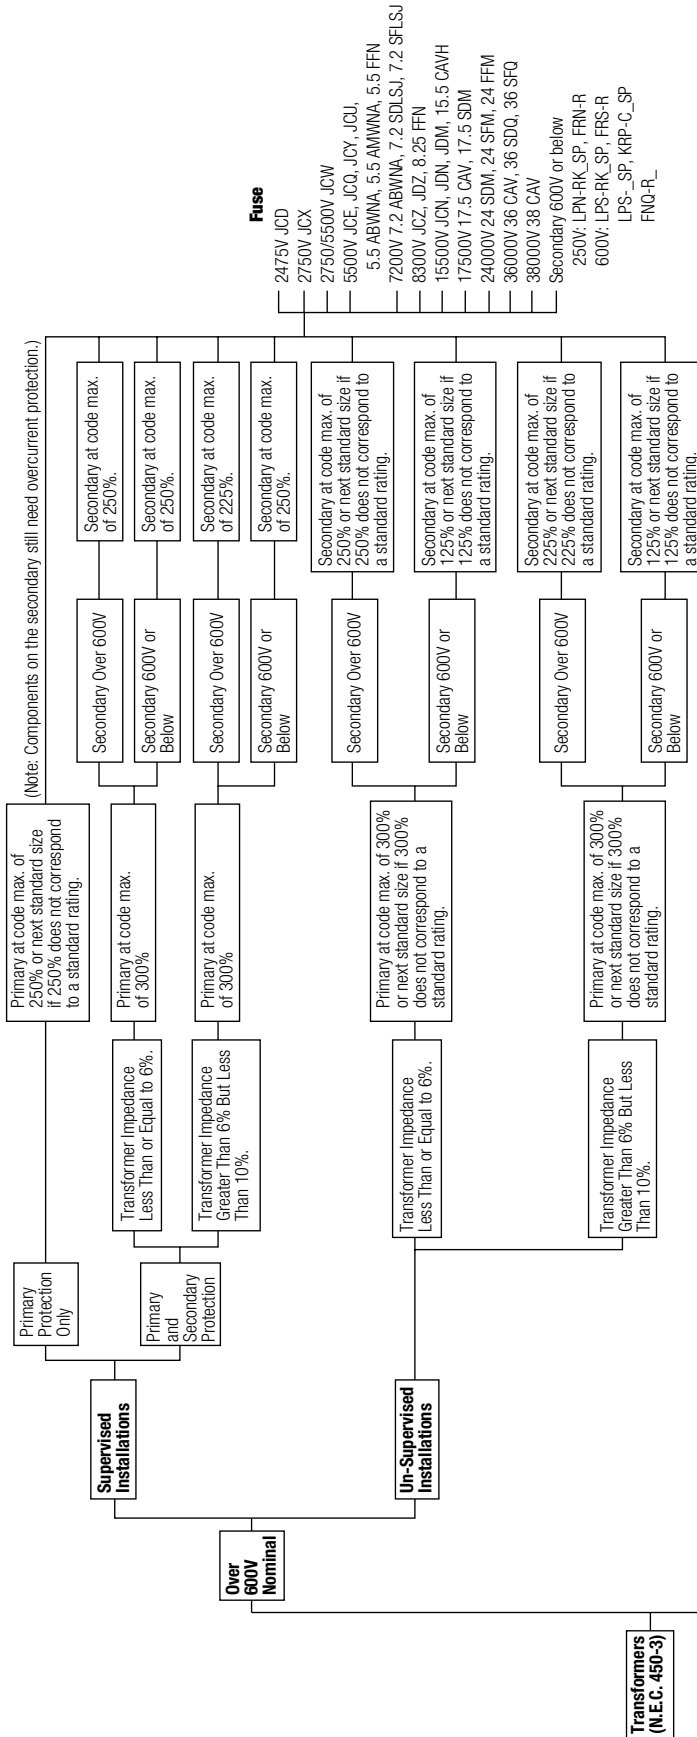 Transformers
(N.E.C. 450-3)
Over
600V
Nominal
Supervised
Installations
Un-Supervised
Installations
Primary
Protection
Only
Primary
and
Secondary
Protection
Transformer Impedance
Less Than or Equal to 6%.
Transformer Impedance
Greater Than 6% But Less
Than 10%.
Transformer Impedance
Less Than or Equal to 6%.
Transformer Impedance
Greater Than 6% But Less
Than 10%.
Primary at code max. of
250% or next standard size
if 250% does not correspond
to a standard rating.
(Note: Components on the secondary still need overcurrent protection.)
Primary at code max.
of 300%
Primary at code max.
of 300%
Primary at code max. of 300%
or next standard size if 300%
does not correspond to a
standard rating.
Primary at code max. of 300%
or next standard size if 300%
does not correspond to a
standard rating.
Secondary Over 600V
Secondary 600V or
Below
Secondary Over 600V
Secondary 600V or
Below
Secondary Over 600V
Secondary 600V or
Below
Secondary Over 600V
Secondary 600V or
Below
Secondary at code max.
of 250%.
Secondary at code max.
of 250%.
Secondary at code max.
of 225%.
Secondary at code max.
of 250%.
Secondary at code max. of
250% or next standard size if
250% does not correspond to
a standard rating.
Secondary at code max. of
125% or next standard size if
125% does not correspond to
a standard rating.
Secondary at code max. of
225% or next standard size if
225% does not correspond to
a standard rating.
Secondary at code max. of
125% or next standard size if
125% does not correspond to
a standard rating.
Fuse
2475V JCD
2750V JCX
2750/5500V JCW
5500V JCE, JCQ, JCY, JCU,
5.5 ABWNA, 5.5 AMWNA, 5.5 FFN
7200V 7.2 ABWNA, 7.2 SDLSJ, 7.2 SFLSJ
8300V JCZ, JDZ, 8.25 FFN
15500V JCN, JDN, JDM, 15.5 CAVH
17500V 17.5 CAV, 17.5 SDM
24000V 24 SDM, 24 SFM, 24 FFM
36000V 36 CAV, 36 SDQ, 36 SFQ
38000V 38 CAV
Secondary 600V or below
250V: LPN-RK_SP, FRN-R
600V: LPS-RK_SP, FRS-R
LPS-_SP, KRP-C_SP
FNQ-R_